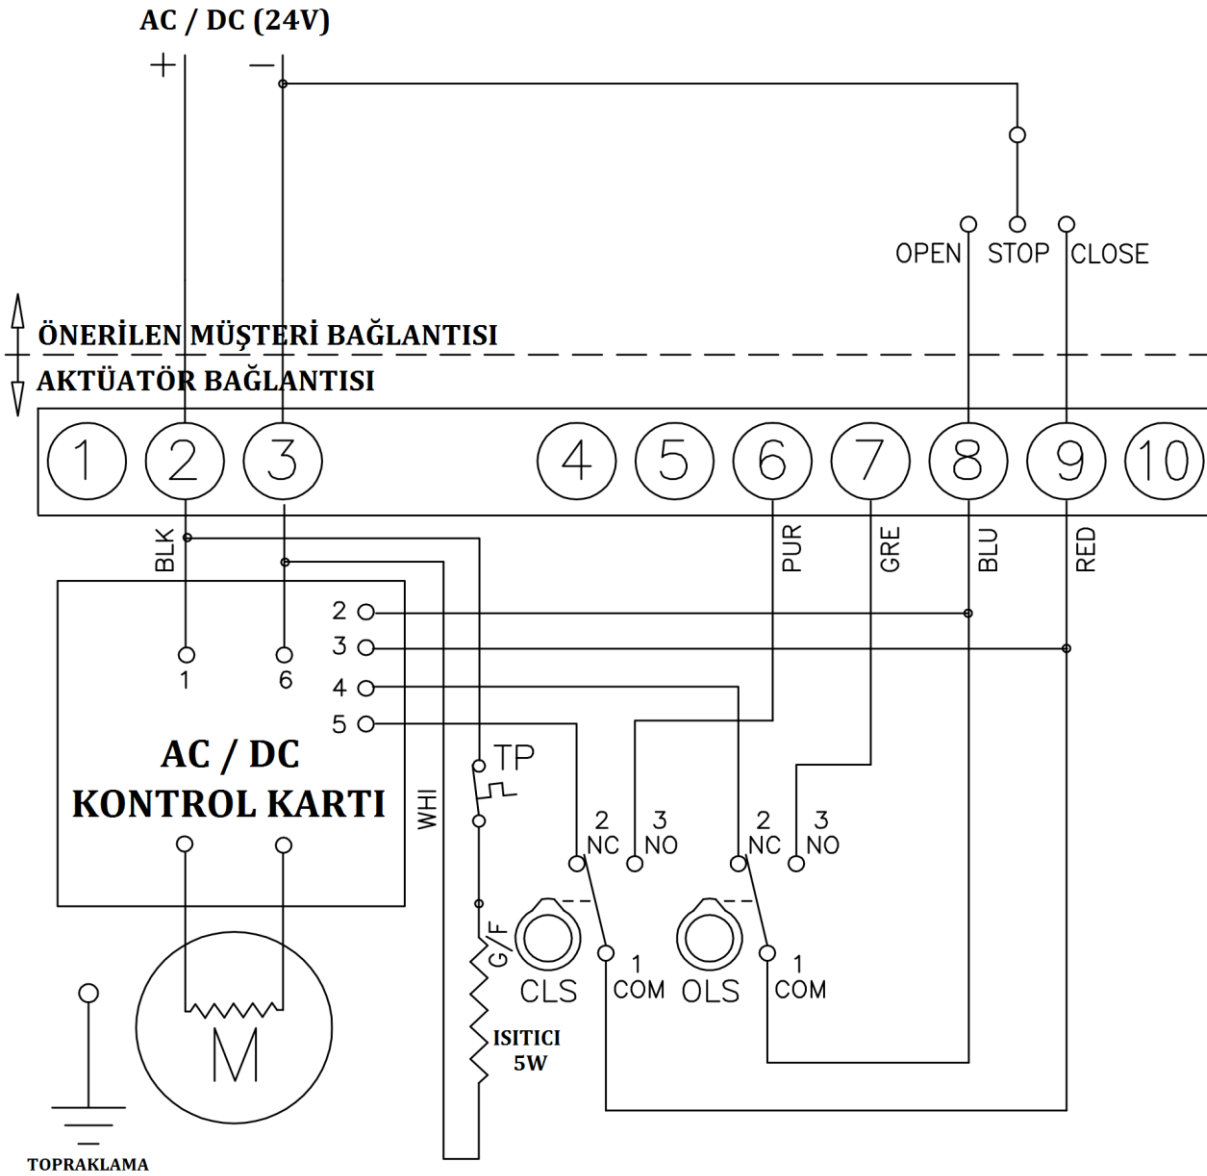 AC / DC (24V)
+ −
OPEN STOP CLOSE
ÖNERİLEN MÜŞTERİ BAĞLANTISI
AKTÜATÖR BAĞLANTISI
1 2 3 4 5 6 7 8 9 10
BLK PUR GRE BLU RED
2
3
1 6
4
5
AC / DC
KONTROL KARTI
TP
WHI
2 3 2 3
NC NO NC NO
G/F
1 1
CLS COM OLS COM
ISITICI
5W
M
TOPRAKLAMA